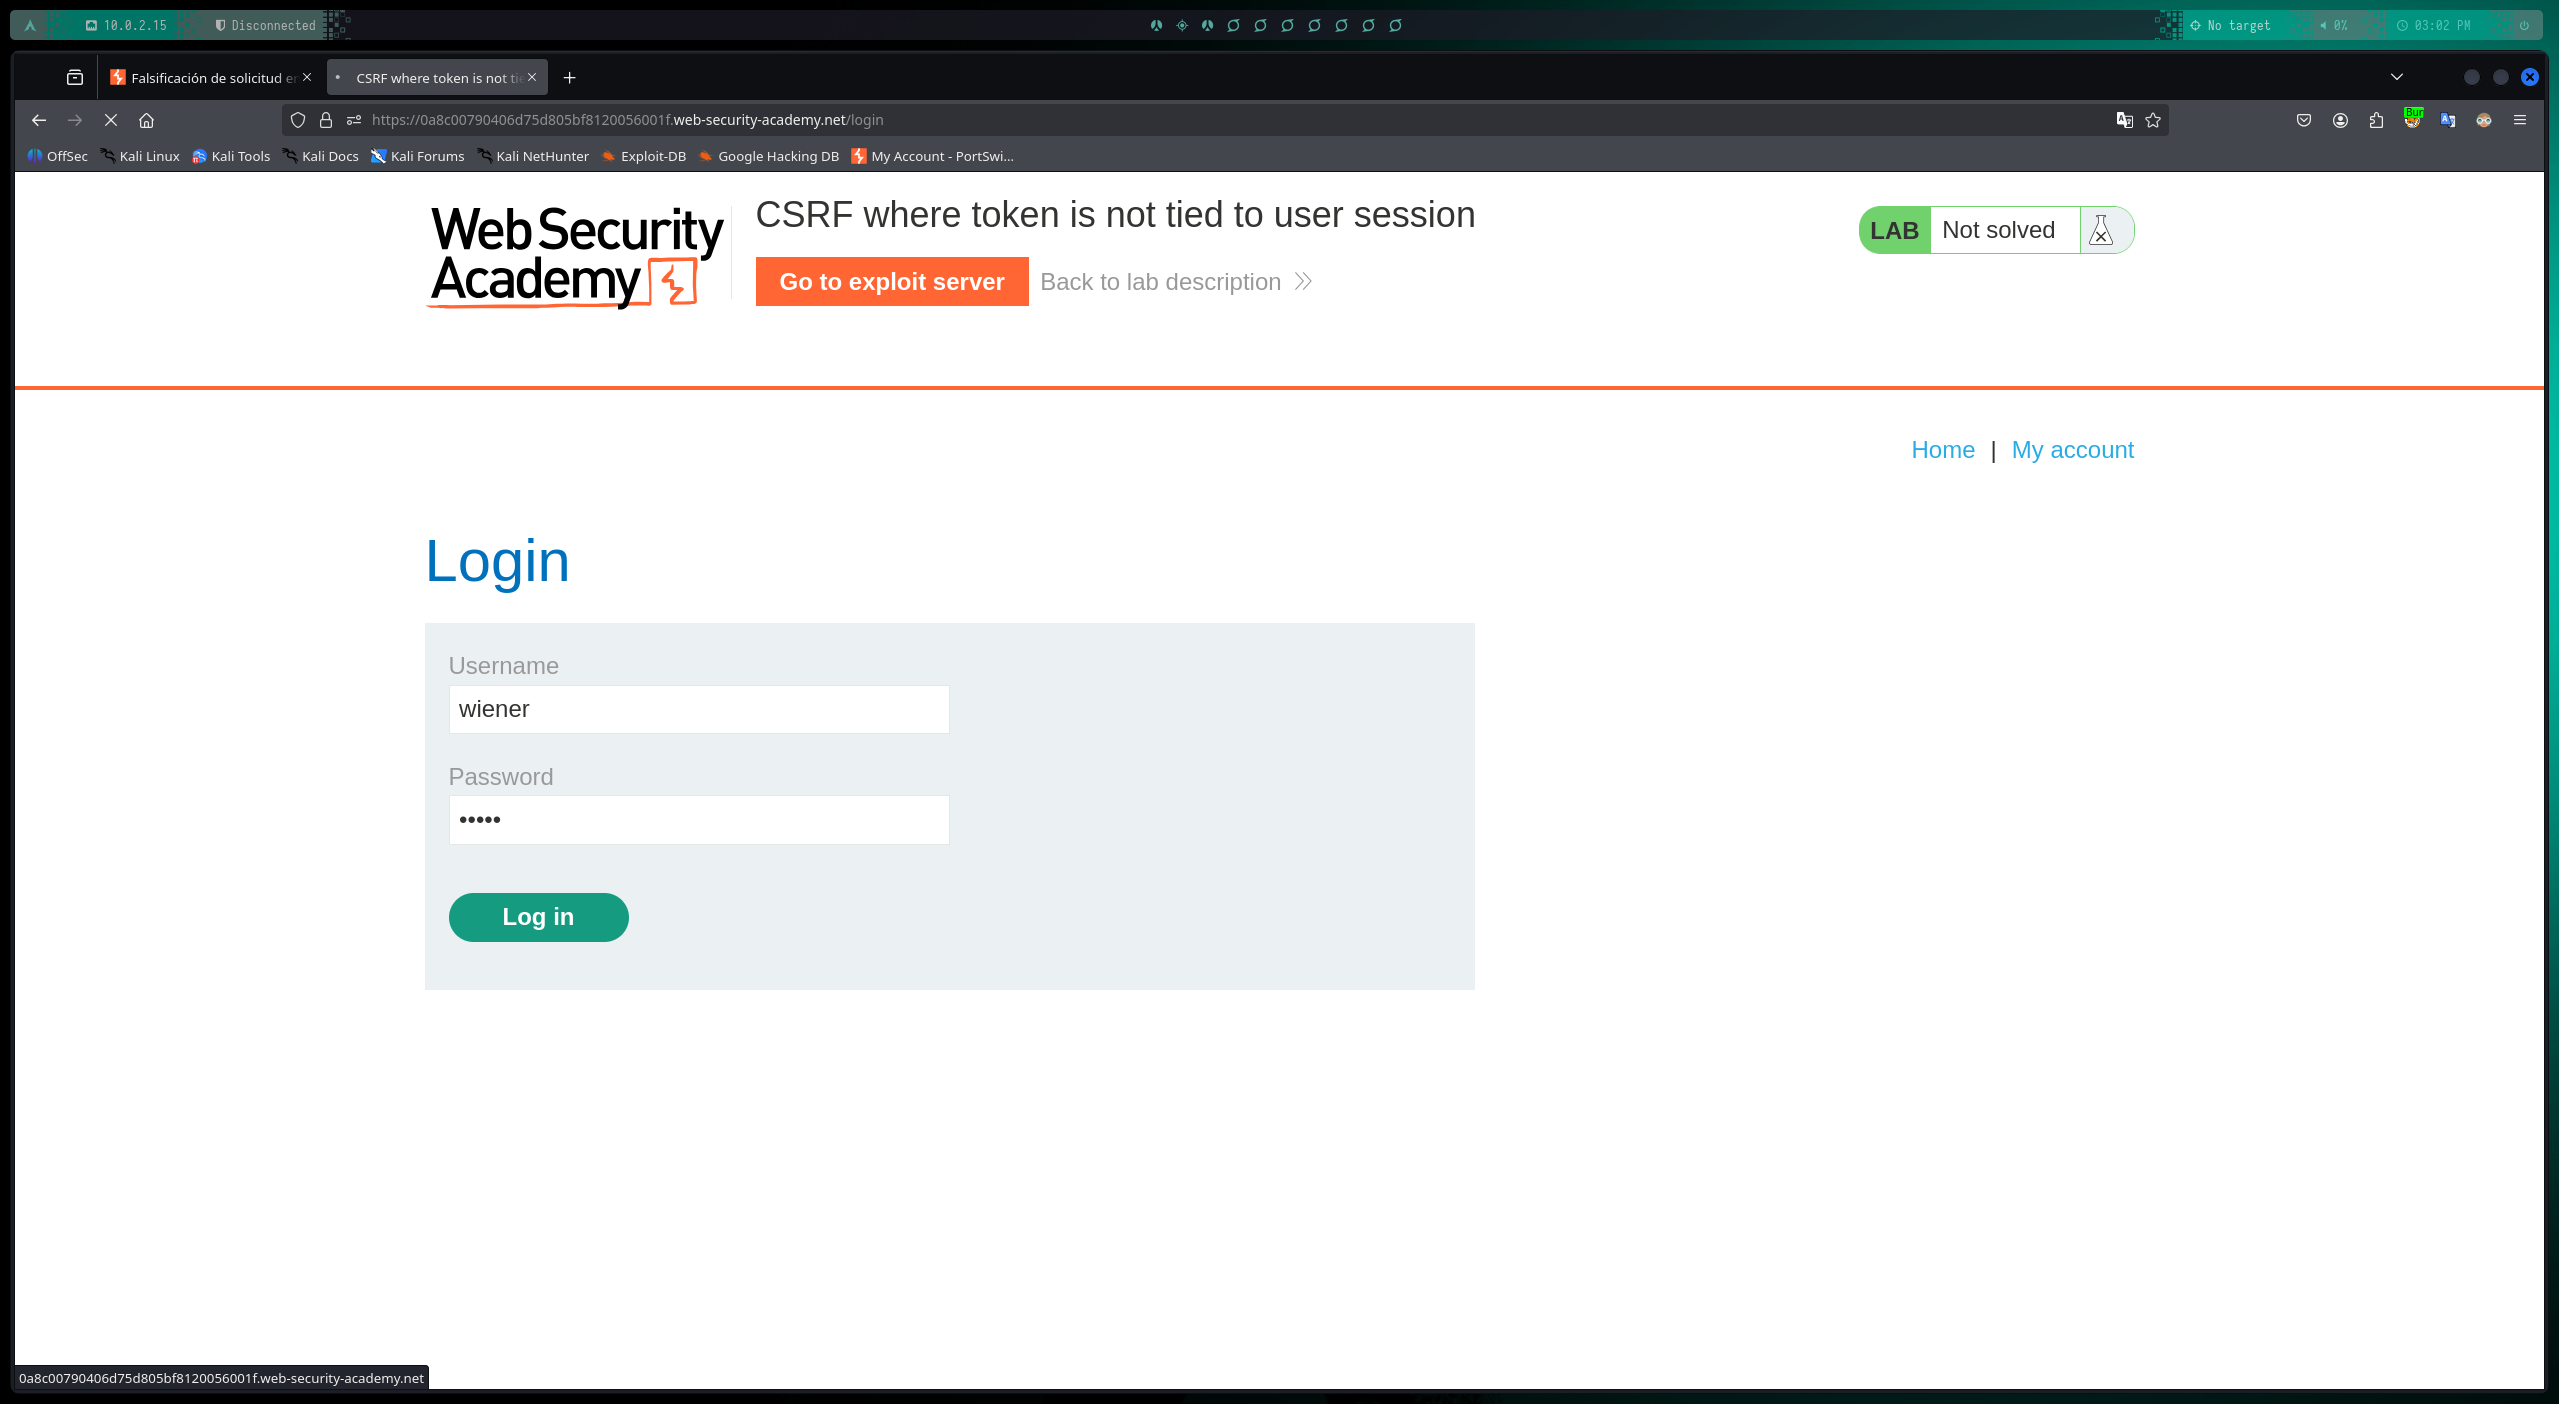 10.0.2.15 Disconnected No target 0% 03:02 PM
Falsificación de solicitud en CSRF where token is not tie
https://0a8c00790406d75d805bf8120056001f.web-security-academy.net/login
Bur
OffSec Kali Linux Kali Tools Kali Docs Kali Forums Kali NetHunter Exploit-DB Google Hacking DB My Account - PortSwi...
Web Security
Academy
CSRF where token is not tied to user session
Go to exploit server Back to lab description
LAB Not solved
Home | My account
Login
Username
wiener
Password
•••••
Log in
0a8c00790406d75d805bf8120056001f.web-security-academy.net